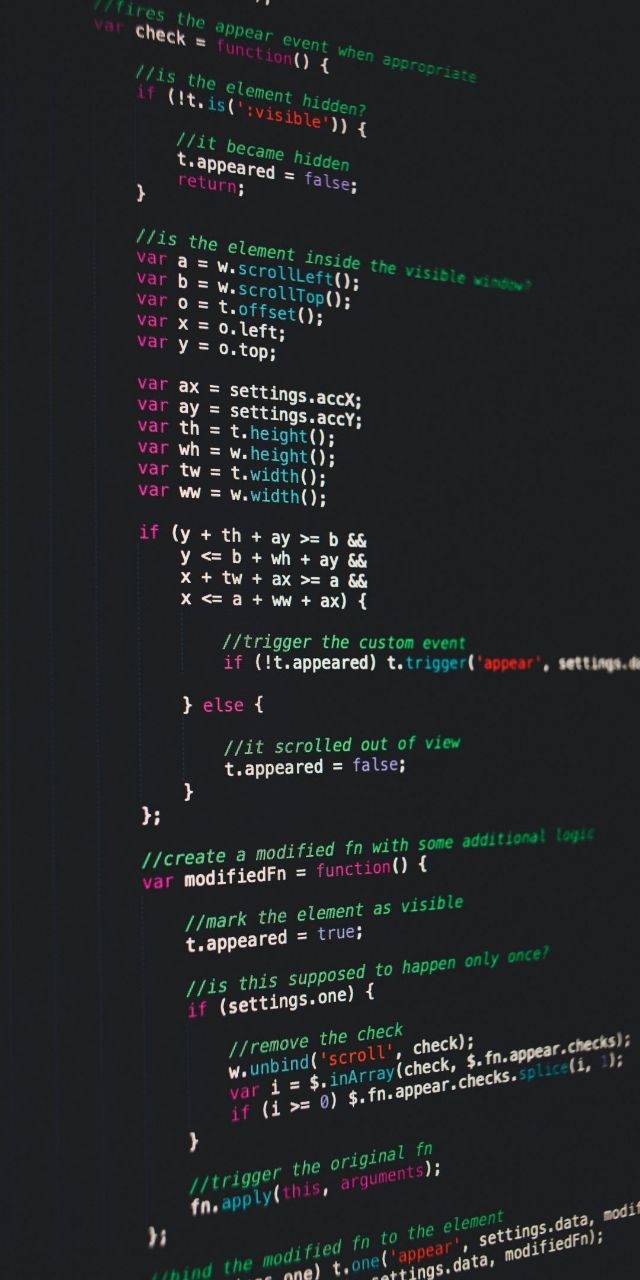 //fires the appear event when appropriate
var check = function() {
//is the element hidden?
if (!t.is(':visible')) {
//it became hidden
t.appeared = false;
return;
}
//is the element inside the visible window?
var a = w.scrollLeft();
var b = w.scrollTop();
var o = t.offset();
var x = o.left;
var y = o.top;
var ax = settings.accX;
var ay = settings.accY;
var th = t.height();
var wh = w.height();
var tw = t.width();
var ww = w.width();
if (y + th + ay >= b &&
y <= b + wh + ay &&
x + tw + ax >= a &&
x <= a + ww + ax) {
//trigger the custom event
if (!t.appeared) t.trigger('appear',
} else {
//it scrolled out of view
t.appeared = false;
}
};
//create a modified fn with some additional logic
var modifiedFn = function() {
//mark the element as visible
t.appeared = true;
//is this supposed to happen only once?
if (settings.one) {
//remove the check
w.unbind('scroll', check);
var i = $.inArray(check, $.fn.appear.checks);
if (i >= 0) $.fn.appear.checks.splice(i, 1);
}
//trigger the original fn
fn.apply(this, arguments);
};
//bind the modified fn to the element
one) t.one('appear', settings.data,
settings.data, modifiedFn);